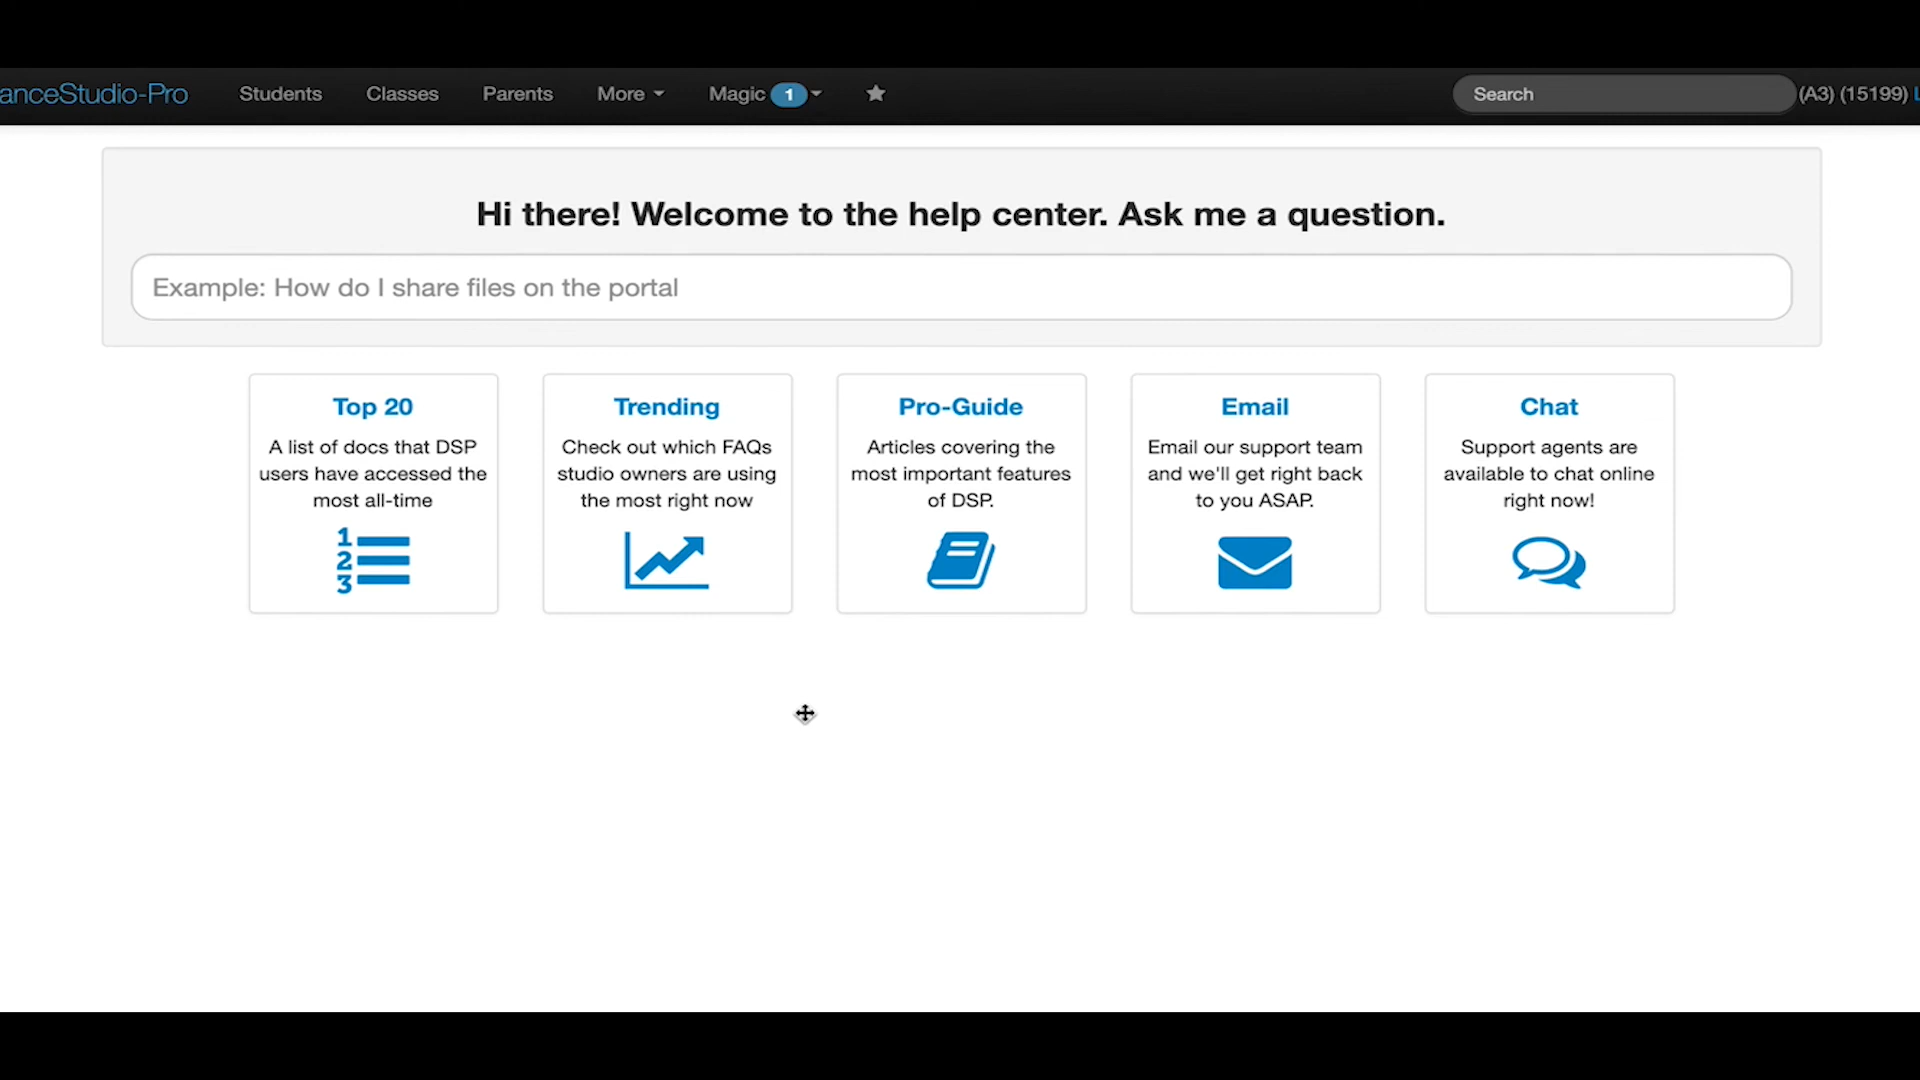 anceStudio-Pro Students Classes Parents More Magic 1 Search (A3) (15199)
Hi there! Welcome to the help center. Ask me a question.
Example: How do I share files on the portal
Top 20
A list of docs that DSP
users have accessed the
most all-time
1
2
3
Trending
Check out which FAQs
studio owners are using
the most right now
Pro-Guide
Articles covering the
most important features
of DSP.
Email
Email our support team
and we'll get right back
to you ASAP.
Chat
Support agents are
available to chat online
right now!